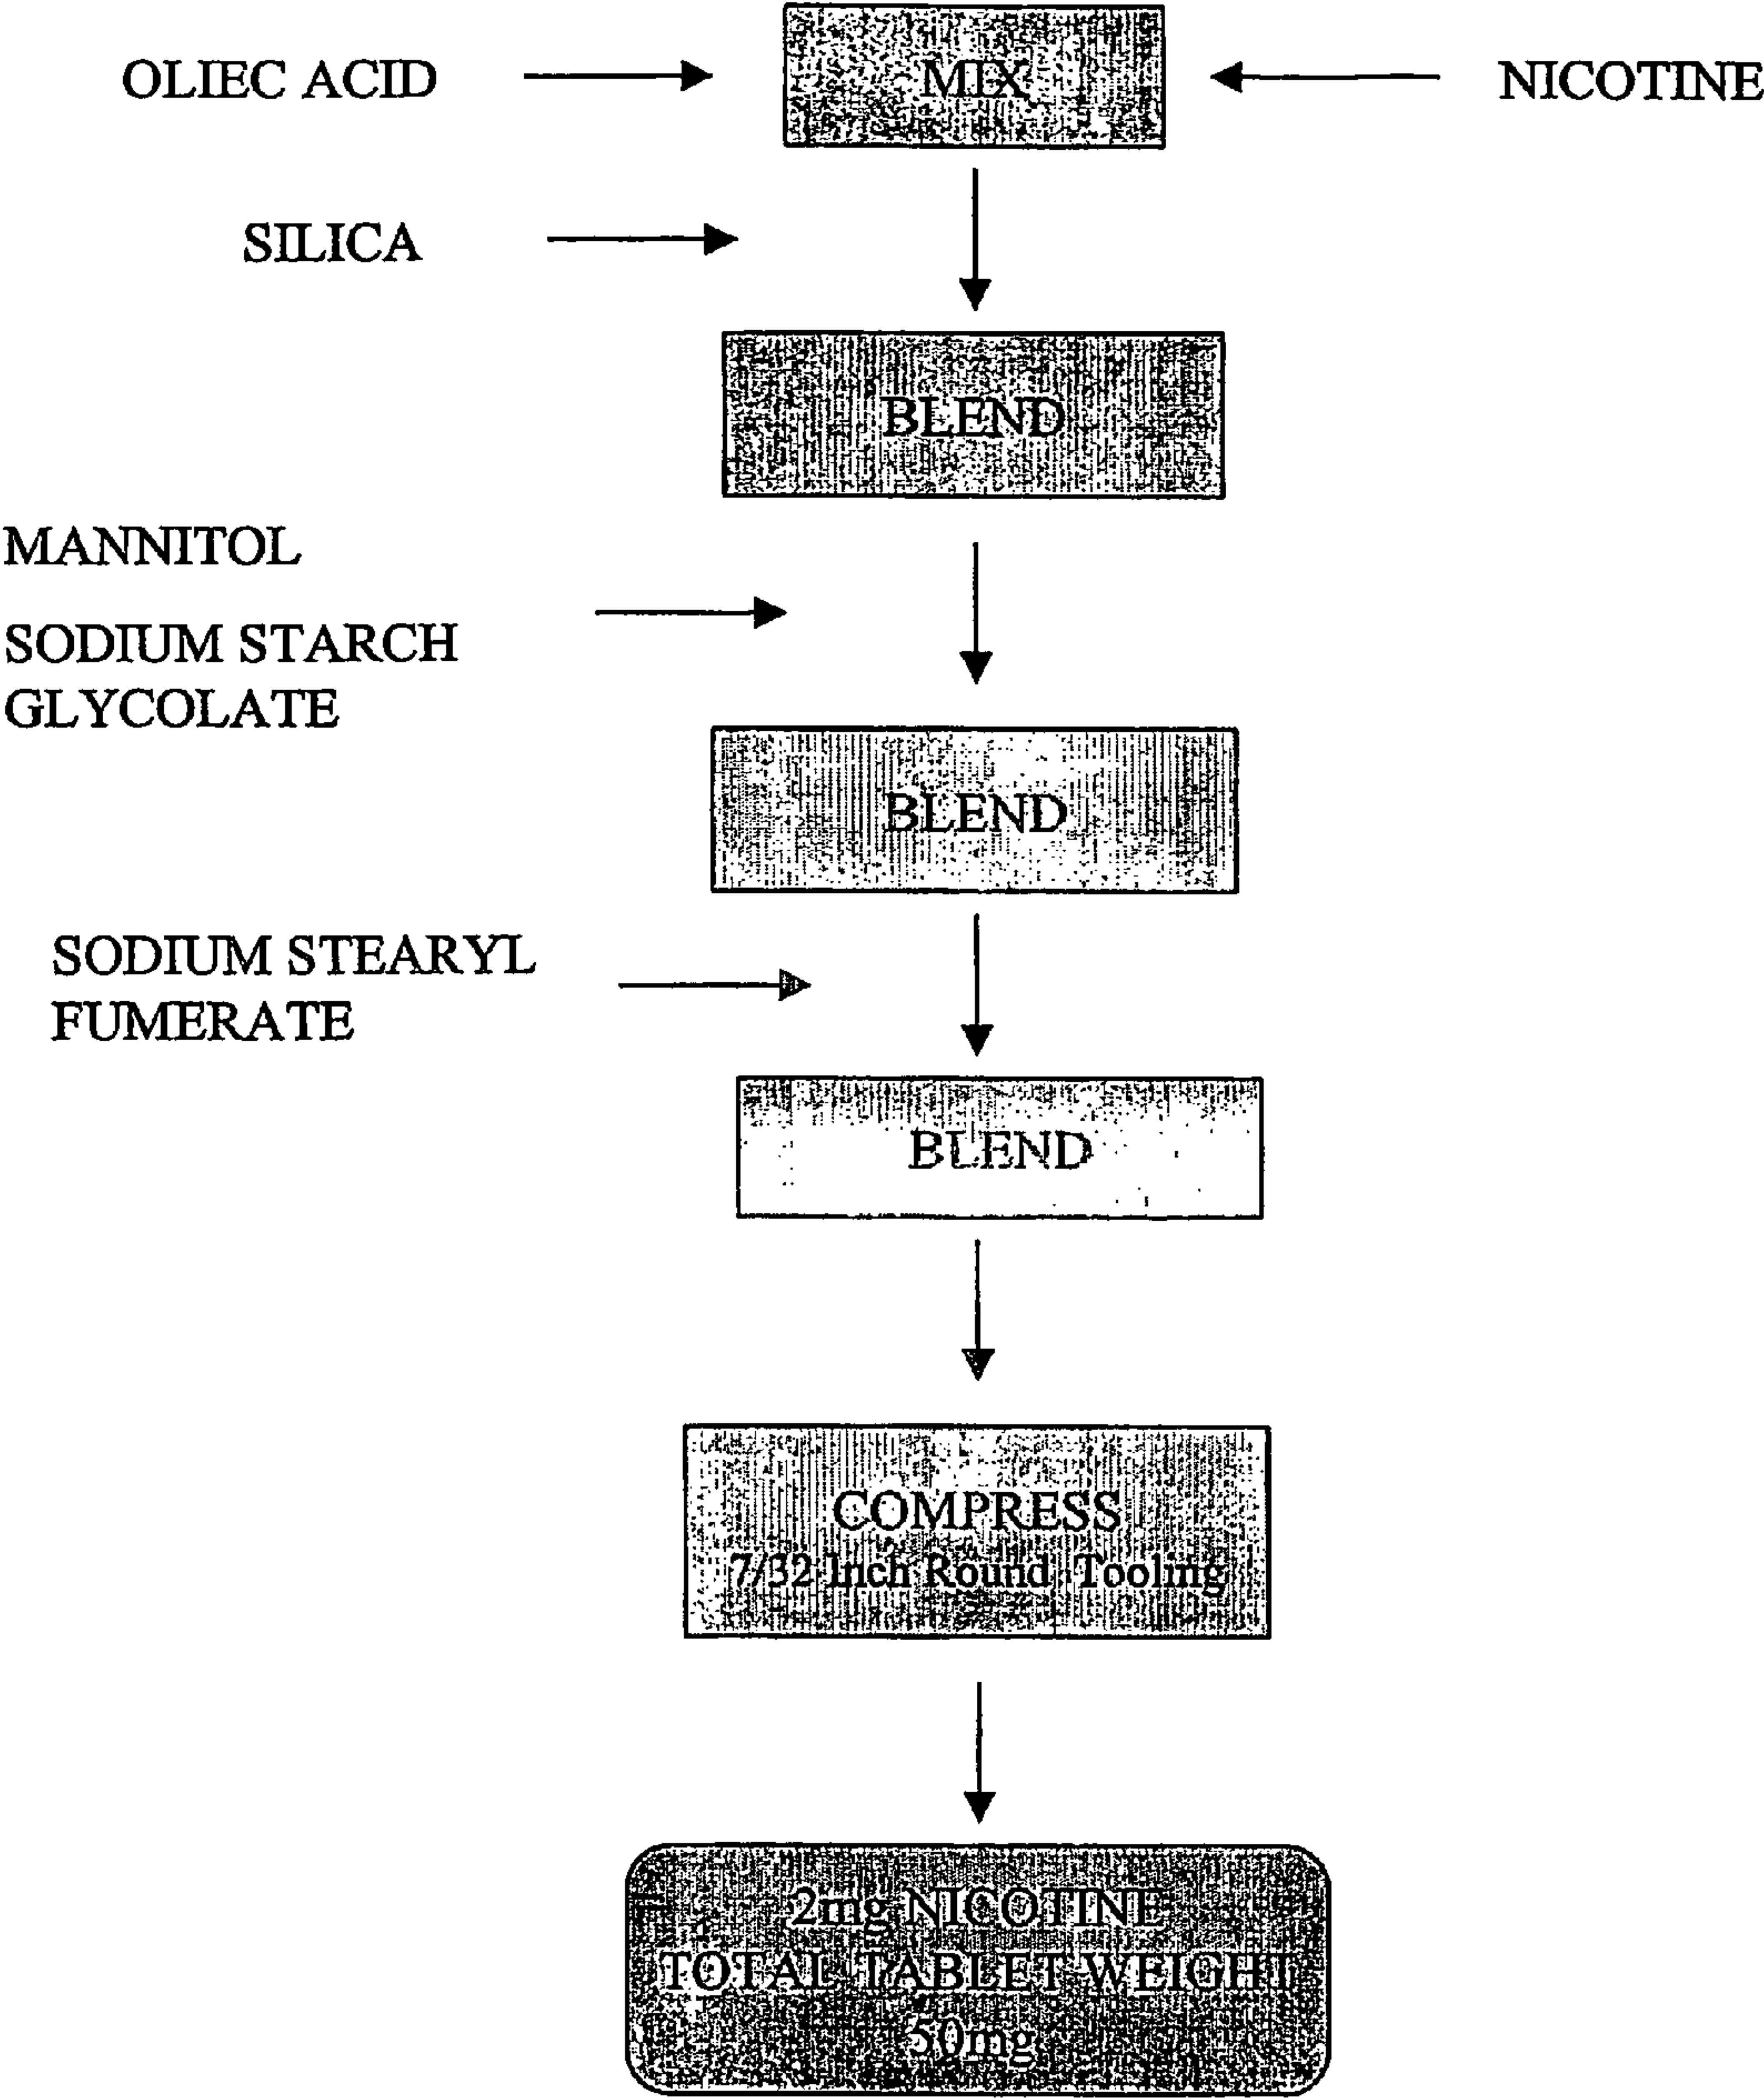 OLIEC ACID
MIX
NICOTINE
SILICA
BLEND
MANNITOL
SODIUM STARCH
GLYCOLATE
BLEND
SODIUM STEARYL
FUMERATE
BLEND
COMPRESS
7/32 Inch Round Tooling
2mg NICOTINE
TOTAL TABLET WEIGHT
50mg